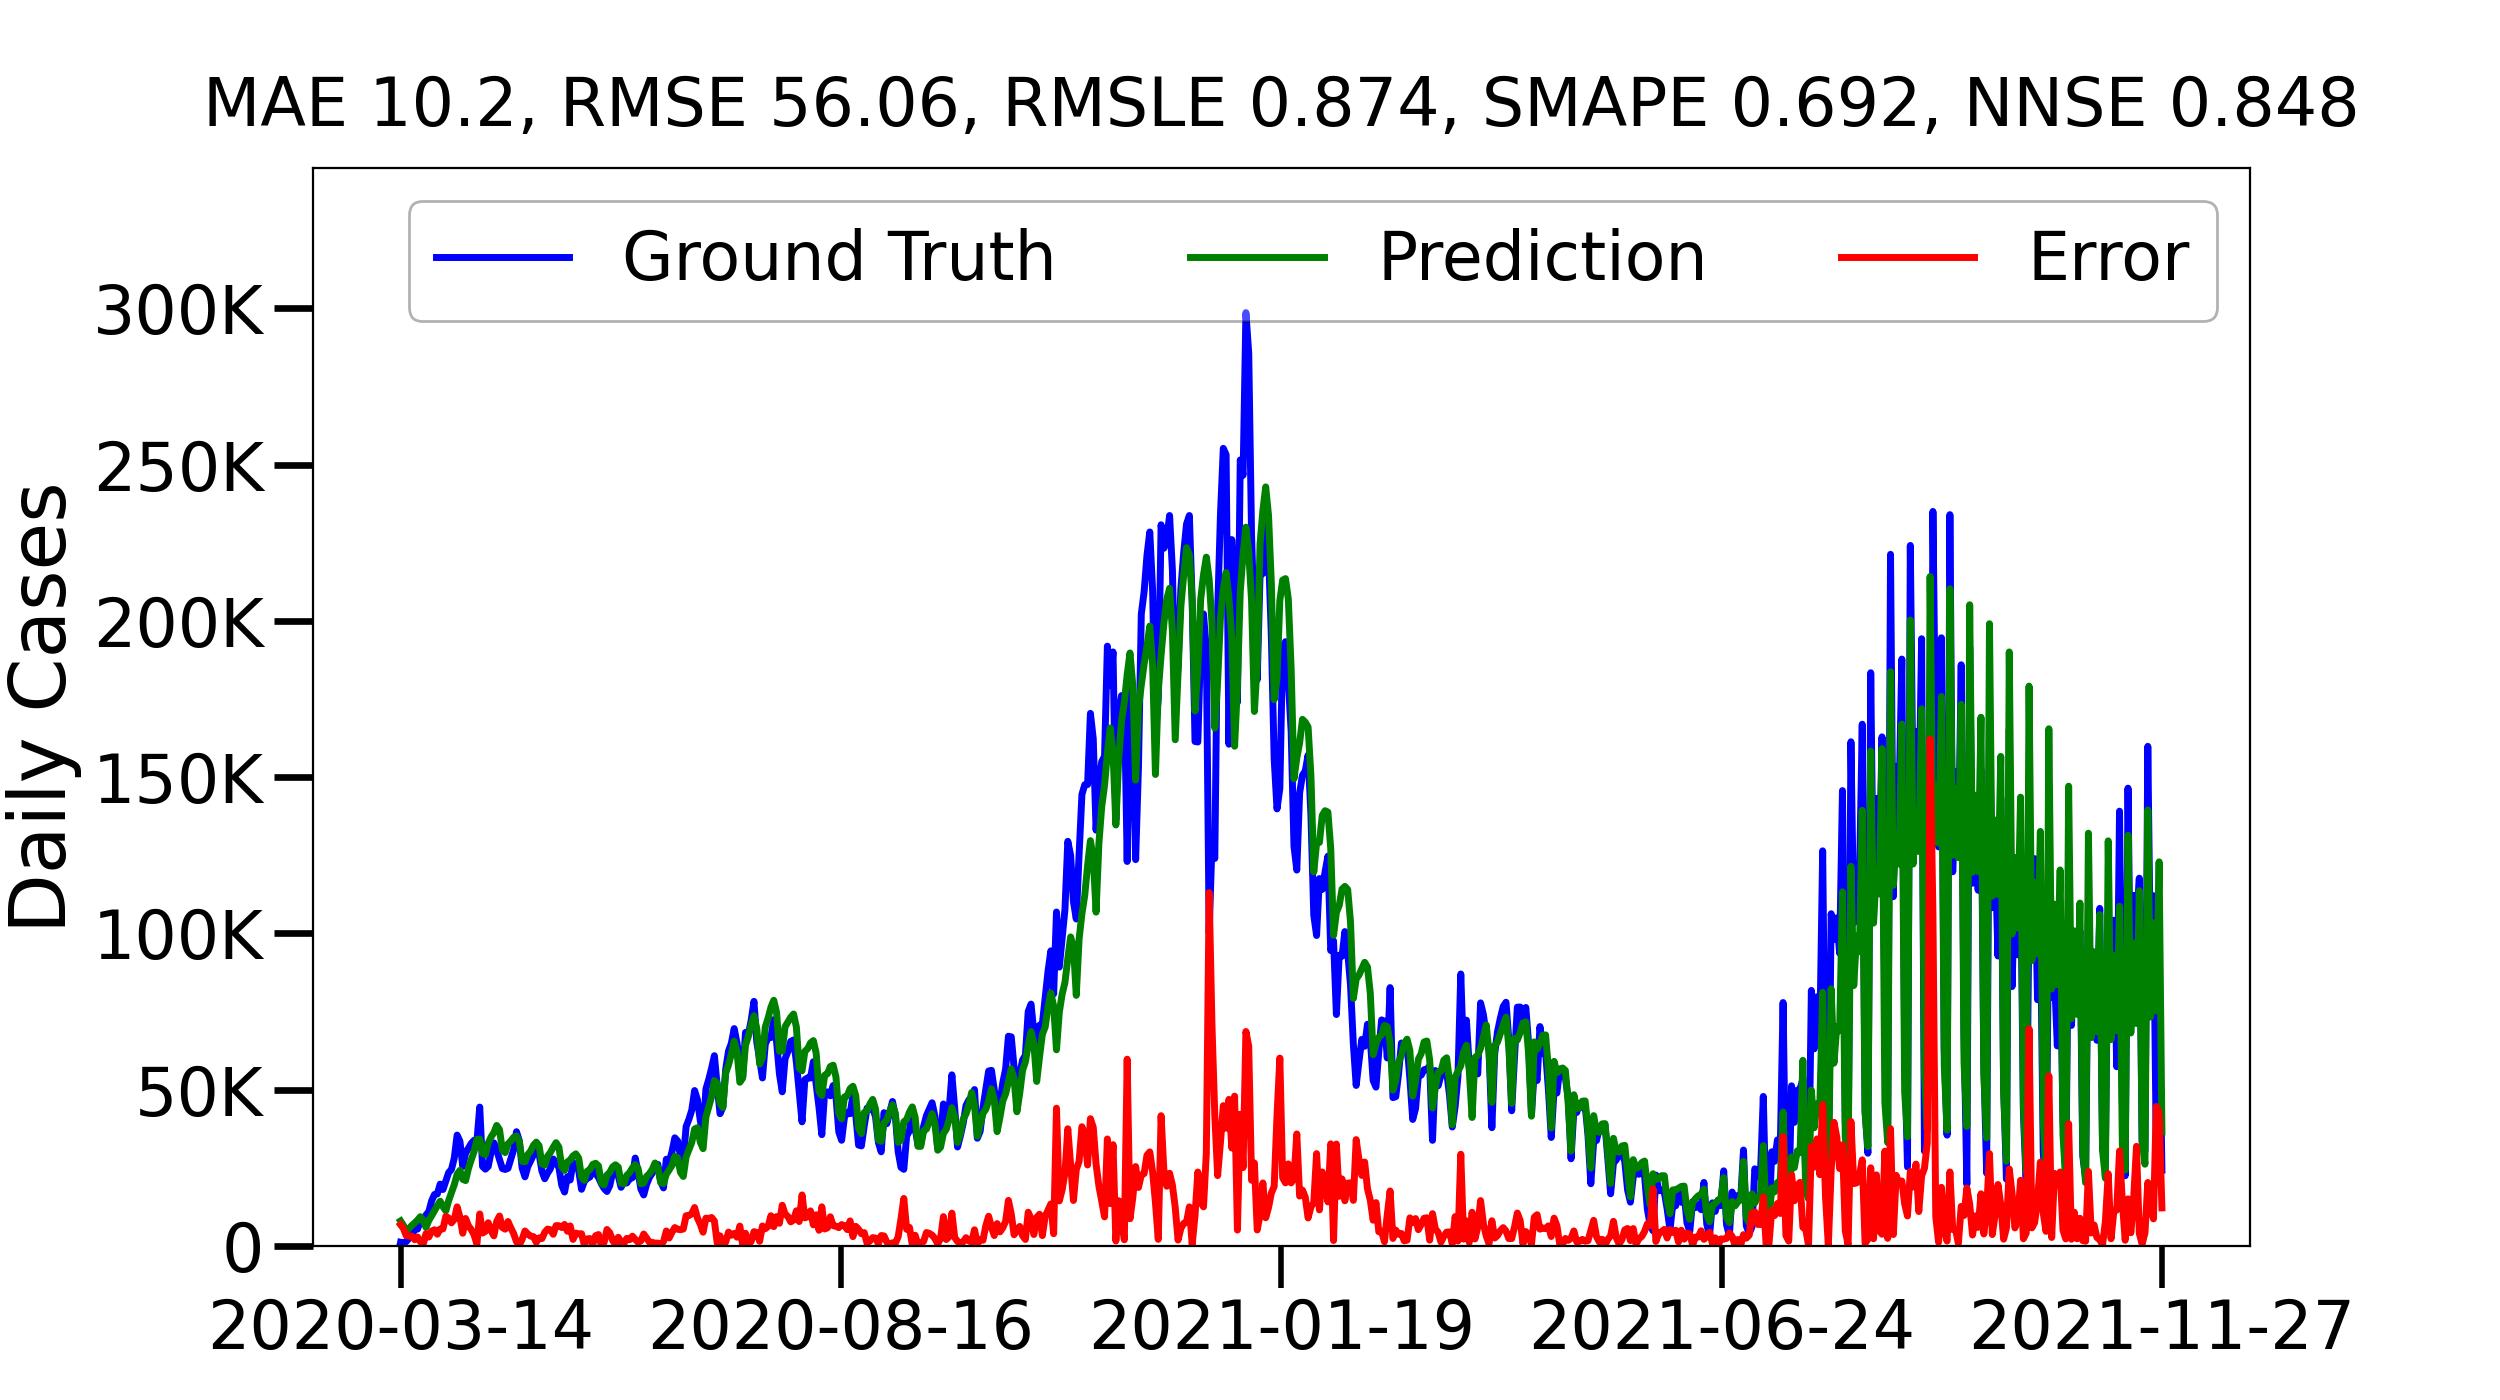 MAE 10.2, RMSE 56.06, RMSLE 0.874, SMAPE 0.692, NNSE 0.848
Ground Truth Prediction Error
300K
250K
200K
150K
100K
50K
0
Daily Cases
2020-03-14 2020-08-16 2021-01-19 2021-06-24 2021-11-27